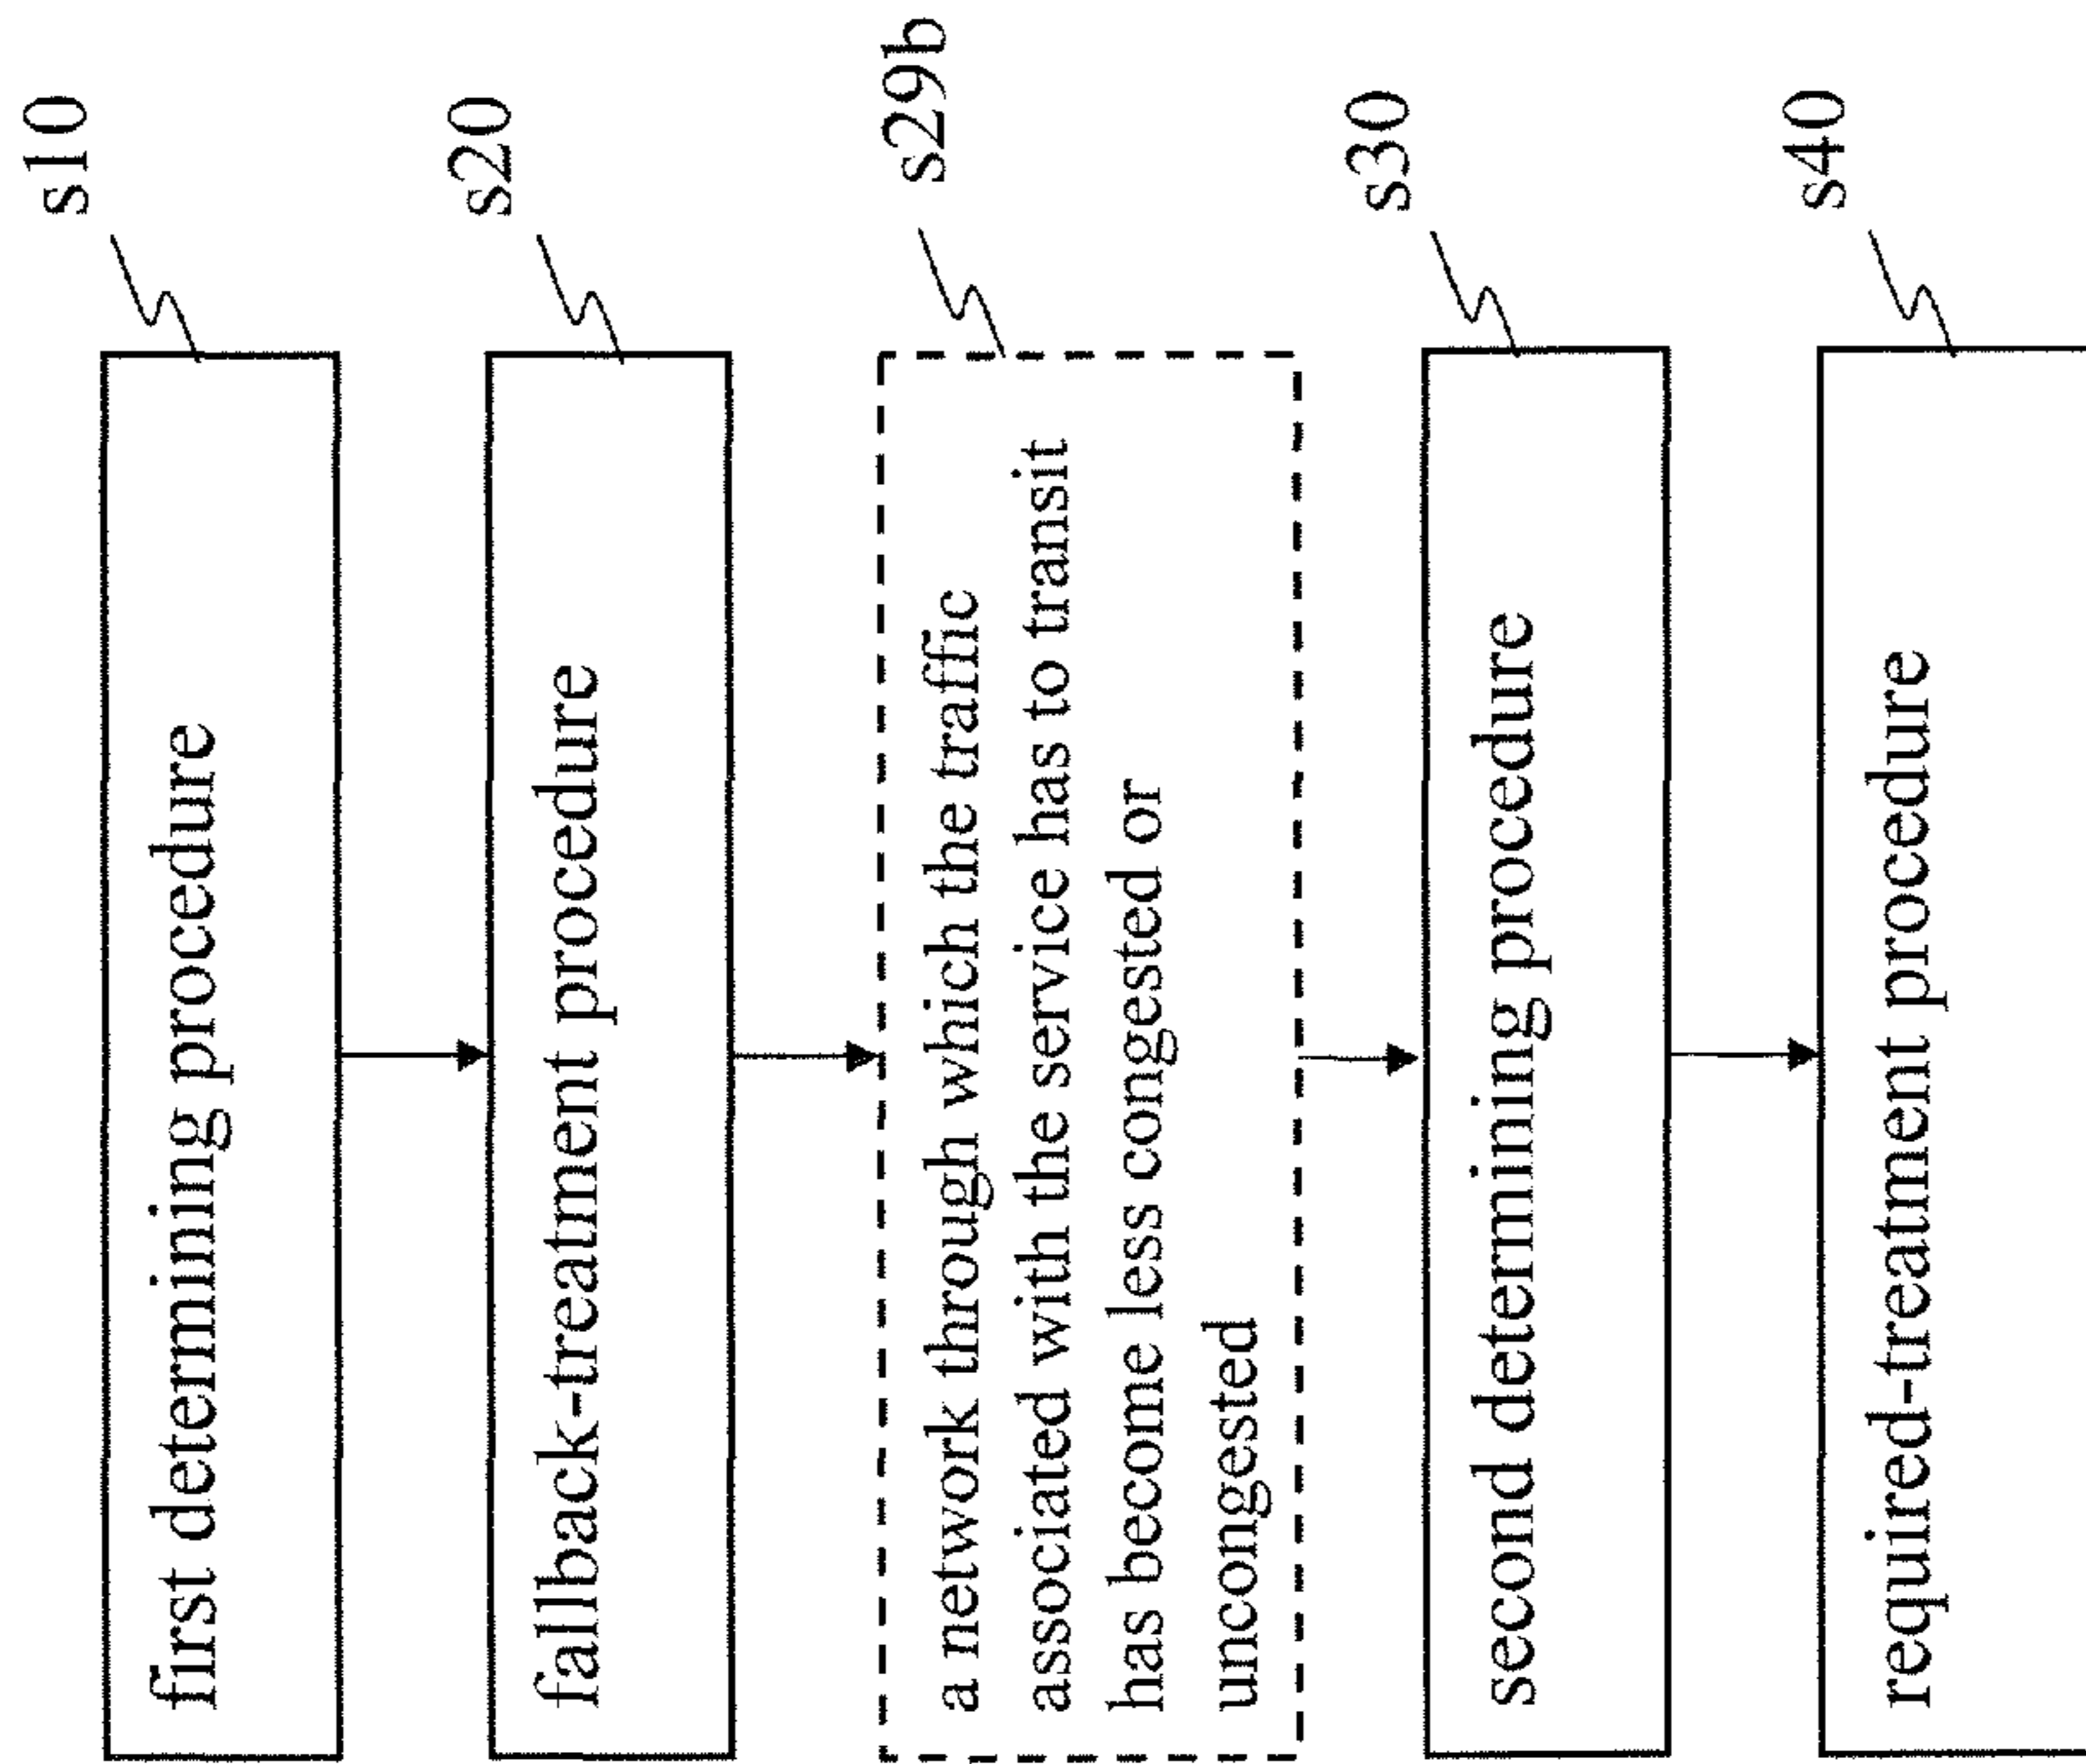 s10
first determining procedure
s20
fallback-treatment procedure
s29b
a network through which the traffic
associated with the service has to transit
has become less congested or
uncongested
s30
second determining procedure
s40
required-treatment procedure